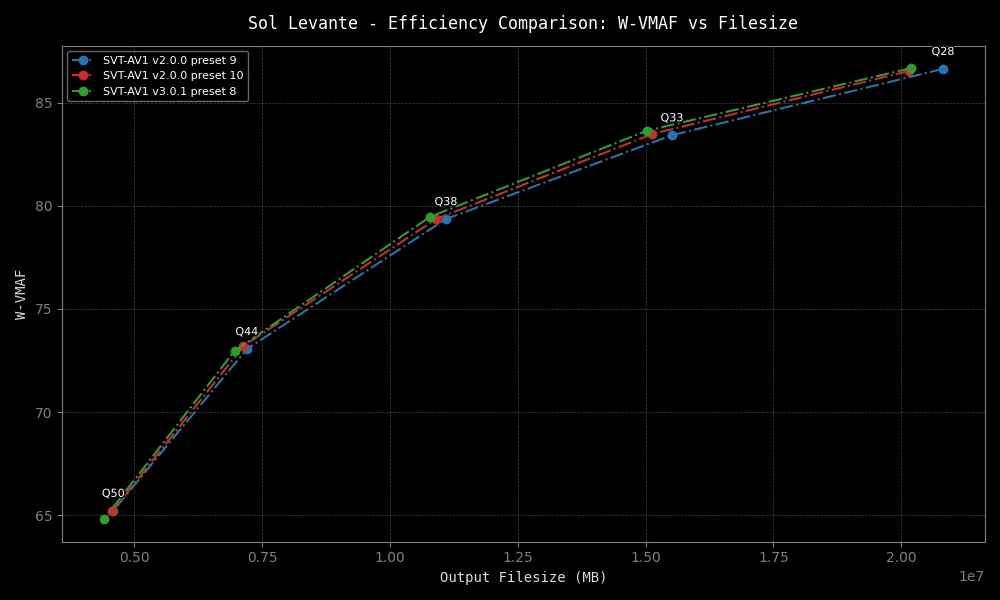 Sol Levante - Efficiency Comparison: W-VMAF vs Filesize
SVT-AV1 v2.0.0 preset 9
SVT-AV1 v2.0.0 preset 10
SVT-AV1 v3.0.1 preset 8
Q28
Q33
Q38
Q44
Q50
W-VMAF
85
80
75
70
65
0.50 0.75 1.00 1.25 1.50 1.75 2.00
1e7
Output Filesize (MB)